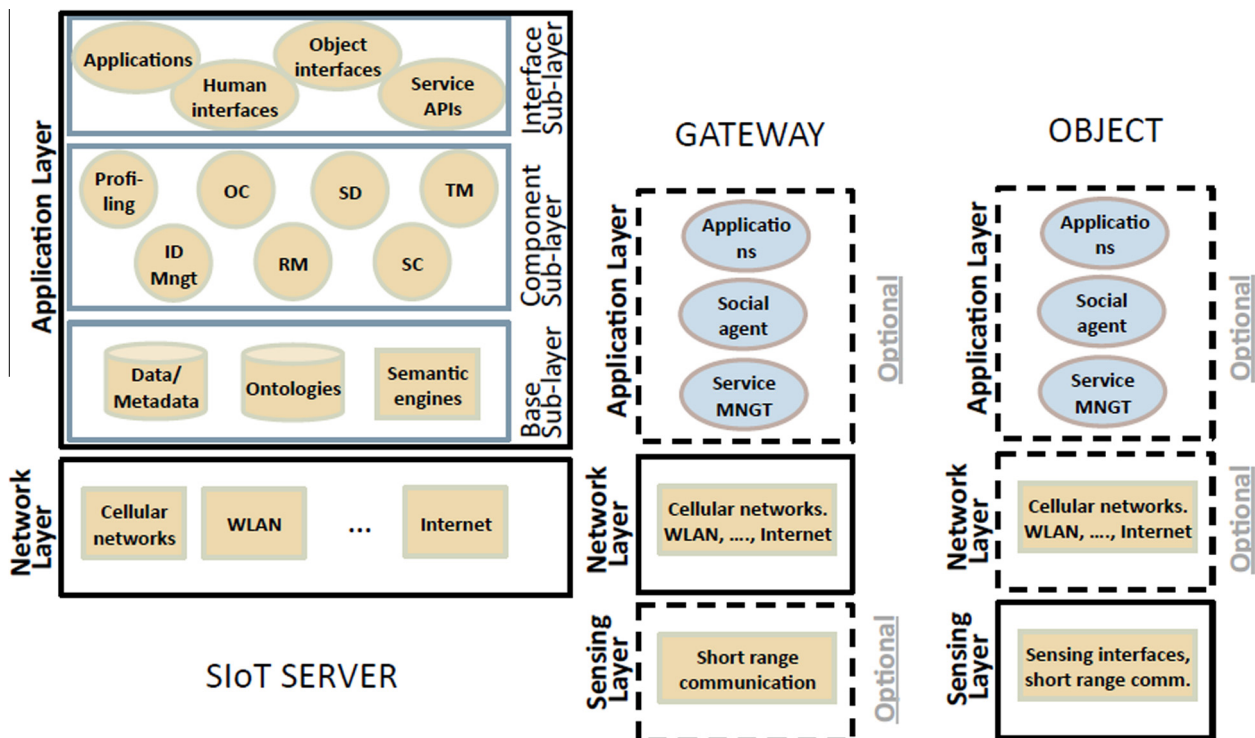 Application Layer
Applications
Human
interfaces
Object
interfaces
Service
APIs
Interface
Sub-layer
Profi-
ling
OC
SD
TM
ID
Mngt
RM
SC
Component
Sub-layer
Data/
Metadata
Ontologies
Semantic
engines
Base
Sub-layer
Network
Layer
Cellular
networks
WLAN
...
Internet
SIoT SERVER
GATEWAY
Application Layer
Applicatio
ns
Social
agent
Service
MNGT
Optional
Network
Layer
Cellular networks.
WLAN, ...., Internet
Sensing
Layer
Short range
communication
Optional
OBJECT
Application Layer
Applicatio
ns
Social
agent
Service
MNGT
Optional
Network
Layer
Cellular networks.
WLAN, ...., Internet
Optional
Sensing
Layer
Sensing interfaces,
short range comm.